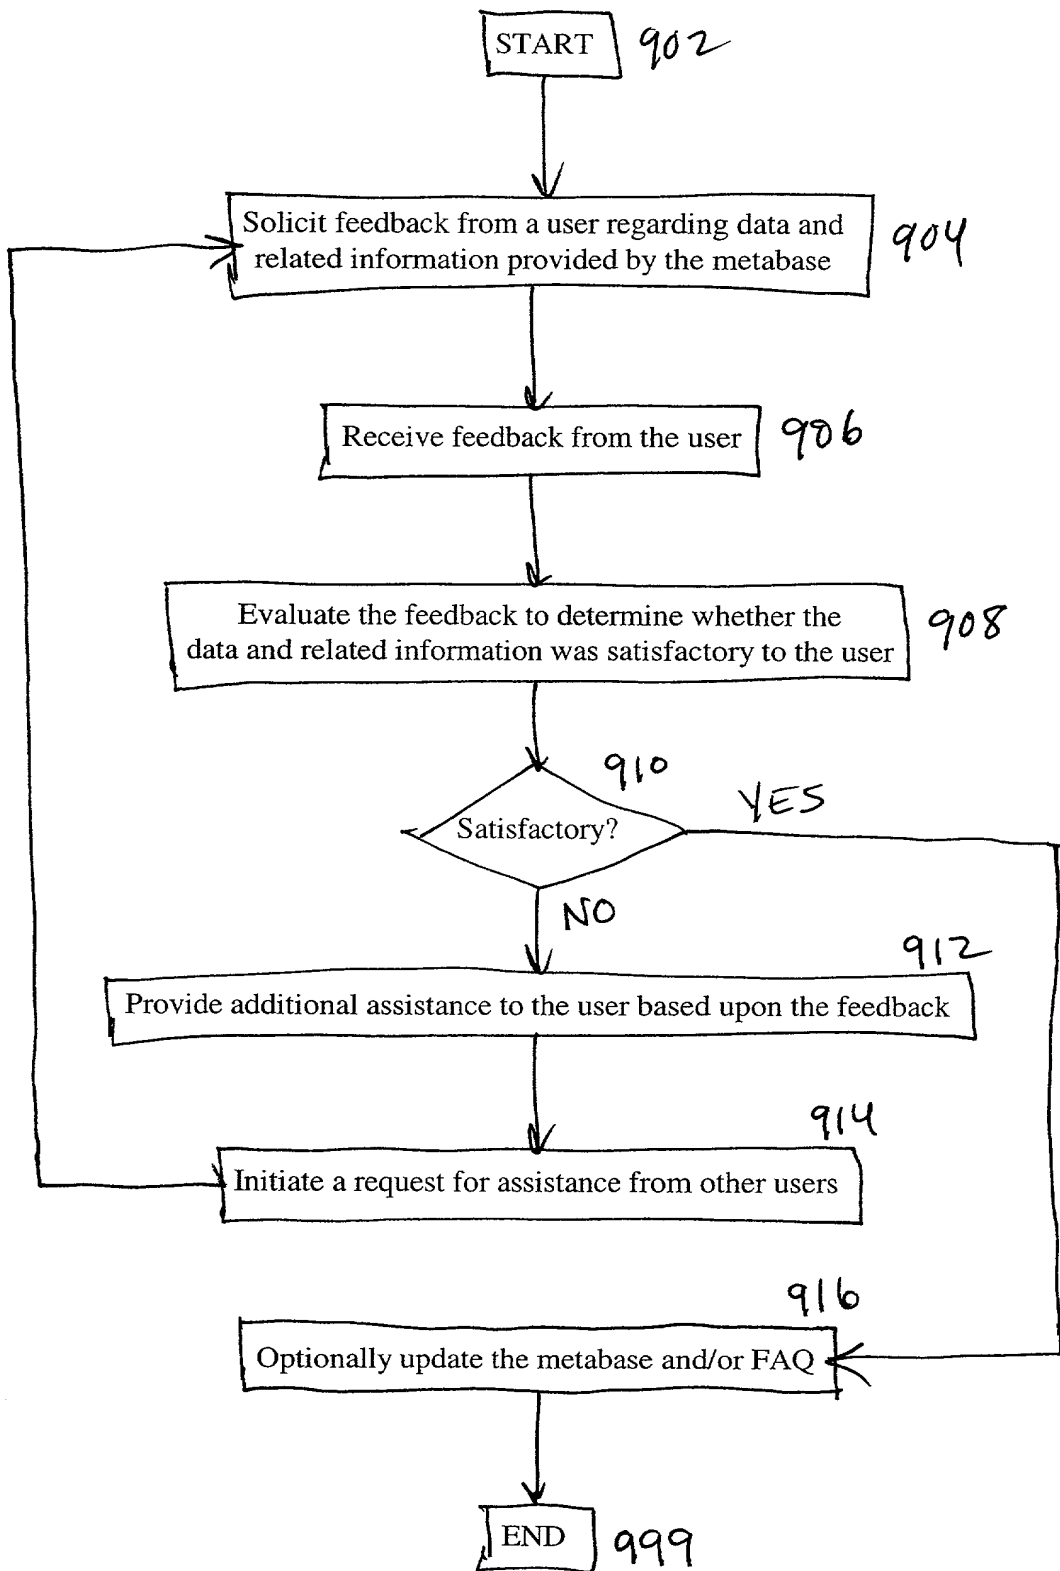 START 902
Solicit feedback from a user regarding data and
related information provided by the metabase
904
Receive feedback from the user 906
Evaluate the feedback to determine whether the
data and related information was satisfactory to the user
908
910
Satisfactory?
YES
NO
912
Provide additional assistance to the user based upon the feedback
914
Initiate a request for assistance from other users
916
Optionally update the metabase and/or FAQ
END 999